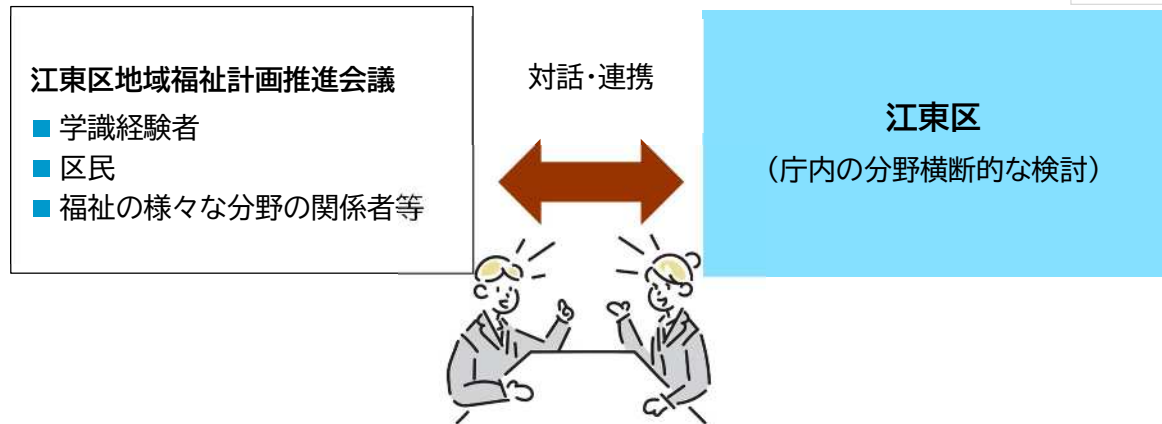 江東区地域福祉計画推進会議
■ 学識経験者
■ 区民
■ 福祉の様々な分野の関係者等
対話・連携
江東区
（庁内の分野横断的な検討）